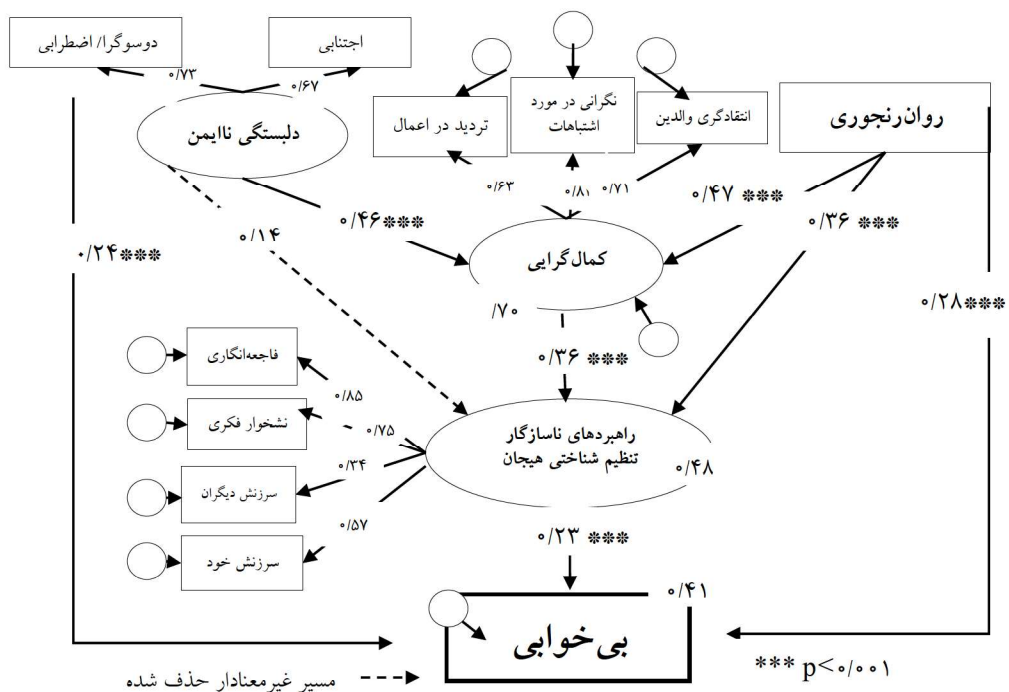 دوسوگرا/ اضطرابی
اجتنابی
۰/۷۳
۰/۶۷
دلبستگی ناایمن
تردید در اعمال
نگرانی در مورد
اشتباهات
انتقادگری والدین
روان‌رنجوری
۰/۶۳
۰/۸۱
۰/۷۱
۰/۴۷ ***
۰/۳۶ ***
۰/۴۶***
۰/۱۴
۰/۲۴***
کمال‌گرایی
/۷۰
۰/۲۸***
۰/۳۶ ***
فاجعه‌انگاری
نشخوار فکری
سرزنش دیگران
سرزنش خود
۰/۸۵
۰/۷۵
۰/۳۴
۰/۵۷
راهبردهای ناسازگار
تنظیم شناختی هیجان
۰/۴۸
۰/۲۳ ***
۰/۴۱
بی‌خوابی
*** p<۰/۰۰۱
مسیر غیرمعنادار حذف شده